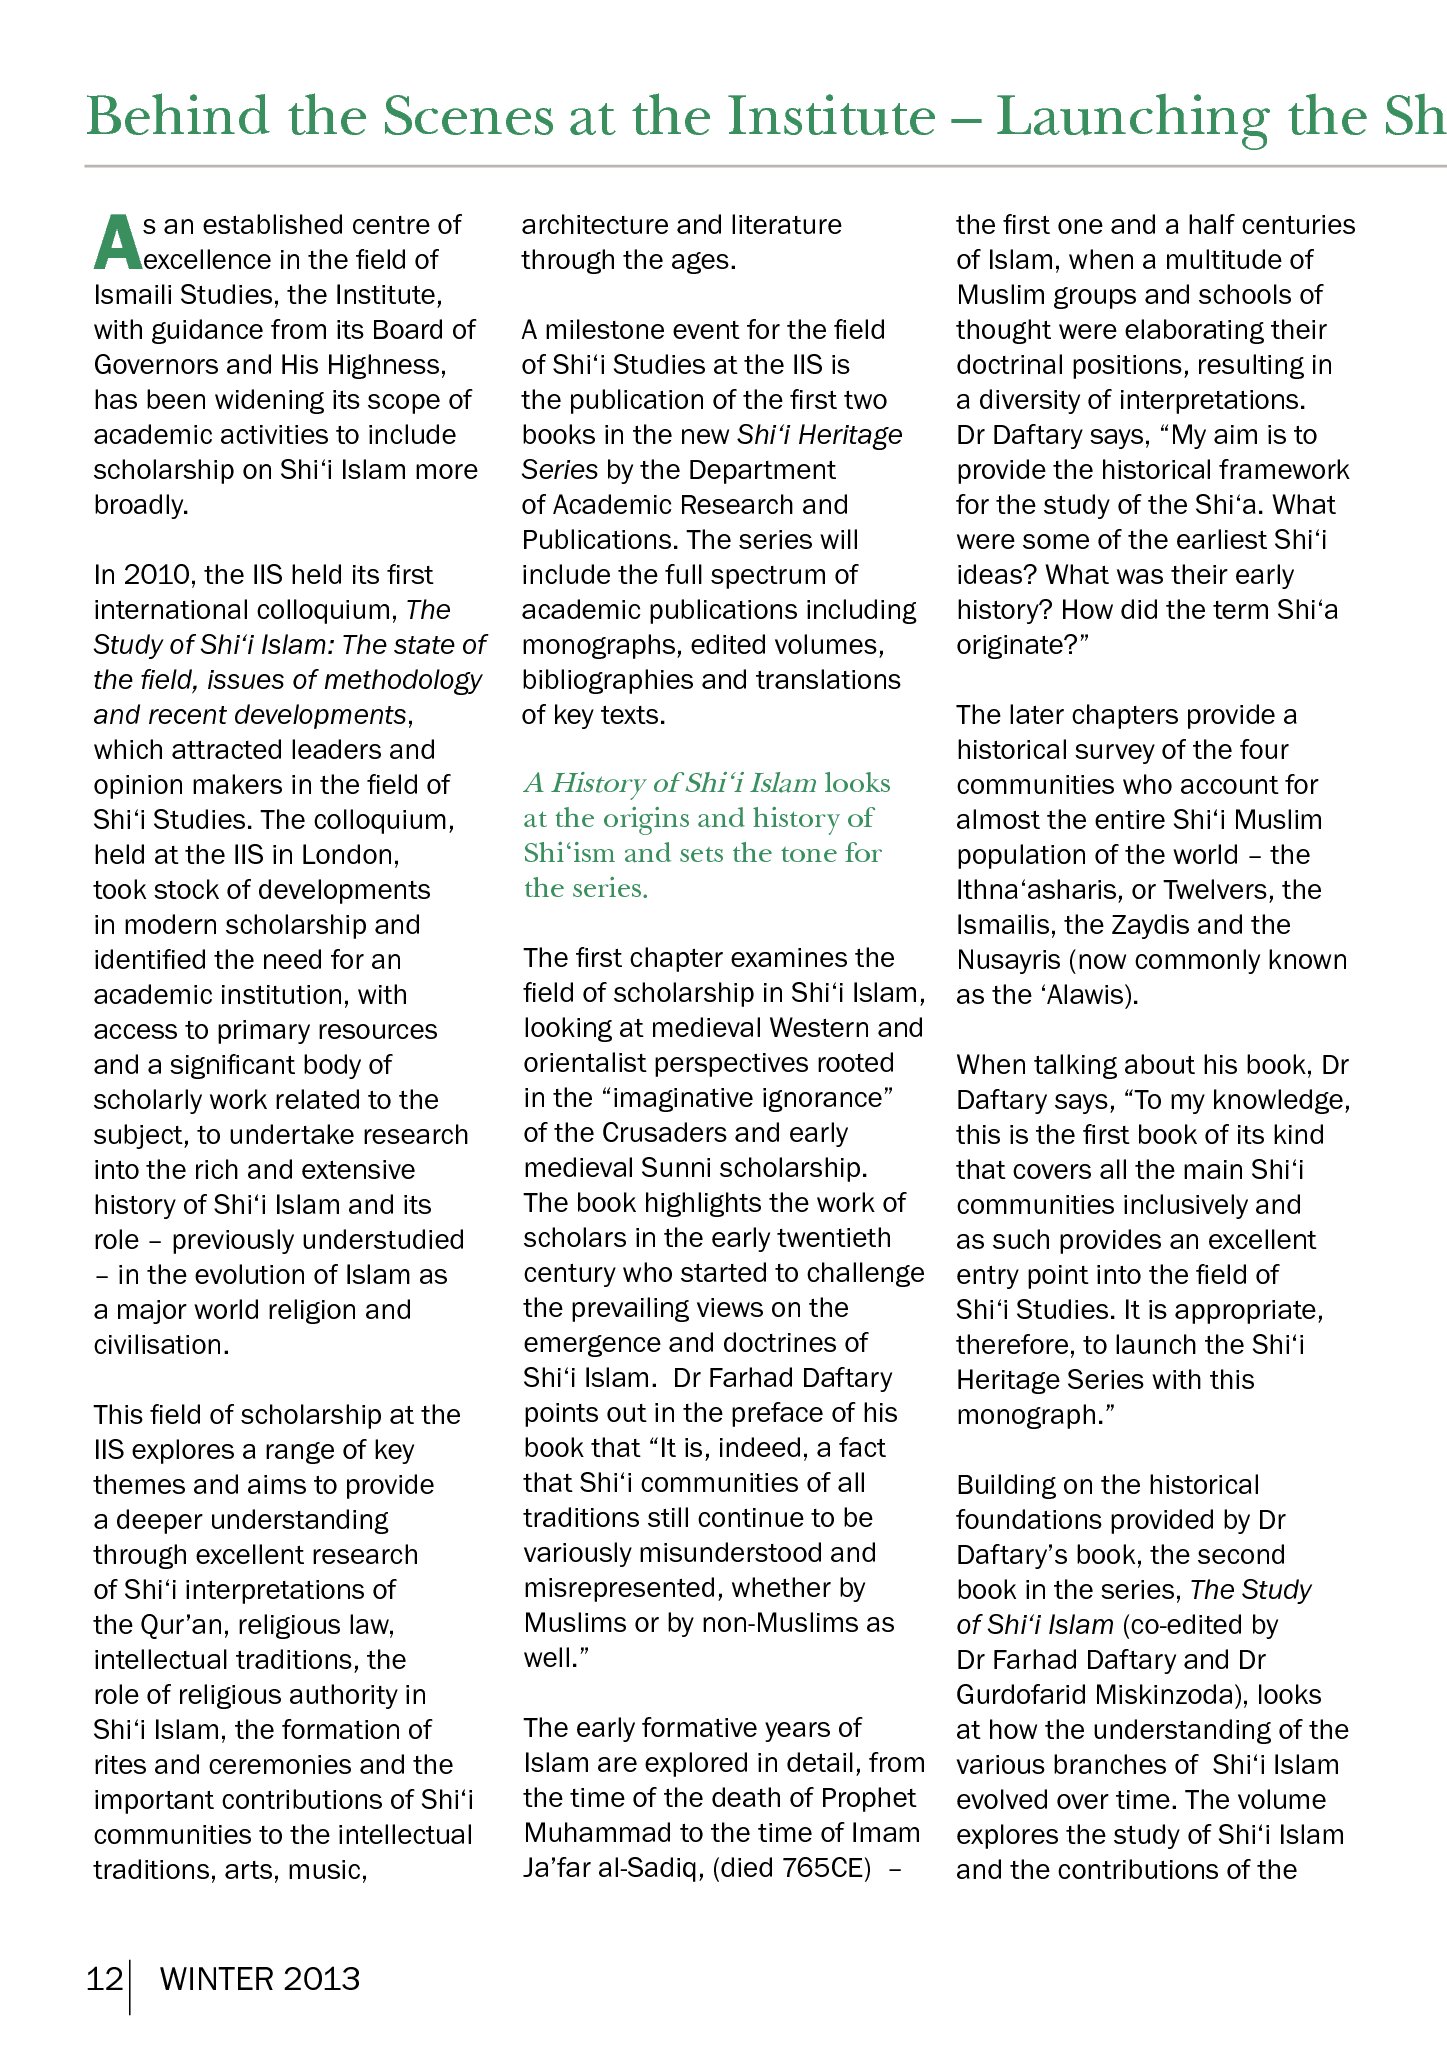 Behind the Scenes at the Institute – Launching the Sh
As an established centre of
excellence in the field of
Ismaili Studies, the Institute,
with guidance from its Board of
Governors and His Highness,
has been widening its scope of
academic activities to include
scholarship on Shi‘i Islam more
broadly.
In 2010, the IIS held its first
international colloquium, The
Study of Shi‘i Islam: The state of
the field, issues of methodology
and recent developments,
which attracted leaders and
opinion makers in the field of
Shi‘i Studies. The colloquium,
held at the IIS in London,
took stock of developments
in modern scholarship and
identified the need for an
academic institution, with
access to primary resources
and a significant body of
scholarly work related to the
subject, to undertake research
into the rich and extensive
history of Shi‘i Islam and its
role – previously understudied
– in the evolution of Islam as
a major world religion and
civilisation.
This field of scholarship at the
IIS explores a range of key
themes and aims to provide
a deeper understanding
through excellent research
of Shi‘i interpretations of
the Qur’an, religious law,
intellectual traditions, the
role of religious authority in
Shi‘i Islam, the formation of
rites and ceremonies and the
important contributions of Shi‘i
communities to the intellectual
traditions, arts, music,
architecture and literature
through the ages.
A milestone event for the field
of Shi‘i Studies at the IIS is
the publication of the first two
books in the new Shi‘i Heritage
Series by the Department
of Academic Research and
Publications. The series will
include the full spectrum of
academic publications including
monographs, edited volumes,
bibliographies and translations
of key texts.
A History of Shi‘i Islam looks
at the origins and history of
Shi‘ism and sets the tone for
the series.
The first chapter examines the
field of scholarship in Shi‘i Islam,
looking at medieval Western and
orientalist perspectives rooted
in the “imaginative ignorance”
of the Crusaders and early
medieval Sunni scholarship.
The book highlights the work of
scholars in the early twentieth
century who started to challenge
the prevailing views on the
emergence and doctrines of
Shi‘i Islam.  Dr Farhad Daftary
points out in the preface of his
book that “It is, indeed, a fact
that Shi‘i communities of all
traditions still continue to be
variously misunderstood and
misrepresented, whether by
Muslims or by non-Muslims as
well.”
The early formative years of
Islam are explored in detail, from
the time of the death of Prophet
Muhammad to the time of Imam
Ja’far al-Sadiq, (died 765CE)  –
the first one and a half centuries
of Islam, when a multitude of
Muslim groups and schools of
thought were elaborating their
doctrinal positions, resulting in
a diversity of interpretations.
Dr Daftary says, “My aim is to
provide the historical framework
for the study of the Shi‘a. What
were some of the earliest Shi‘i
ideas? What was their early
history? How did the term Shi‘a
originate?”
The later chapters provide a
historical survey of the four
communities who account for
almost the entire Shi‘i Muslim
population of the world – the
Ithna‘asharis, or Twelvers, the
Ismailis, the Zaydis and the
Nusayris (now commonly known
as the ‘Alawis).
When talking about his book, Dr
Daftary says, “To my knowledge,
this is the first book of its kind
that covers all the main Shi‘i
communities inclusively and
as such provides an excellent
entry point into the field of
Shi‘i Studies. It is appropriate,
therefore, to launch the Shi‘i
Heritage Series with this
monograph.”
Building on the historical
foundations provided by Dr
Daftary’s book, the second
book in the series, The Study
of Shi‘i Islam (co-edited by
Dr Farhad Daftary and Dr
Gurdofarid Miskinzoda), looks
at how the understanding of the
various branches of  Shi‘i Islam
evolved over time. The volume
explores the study of Shi‘i Islam
and the contributions of the
12 WINTER 2013